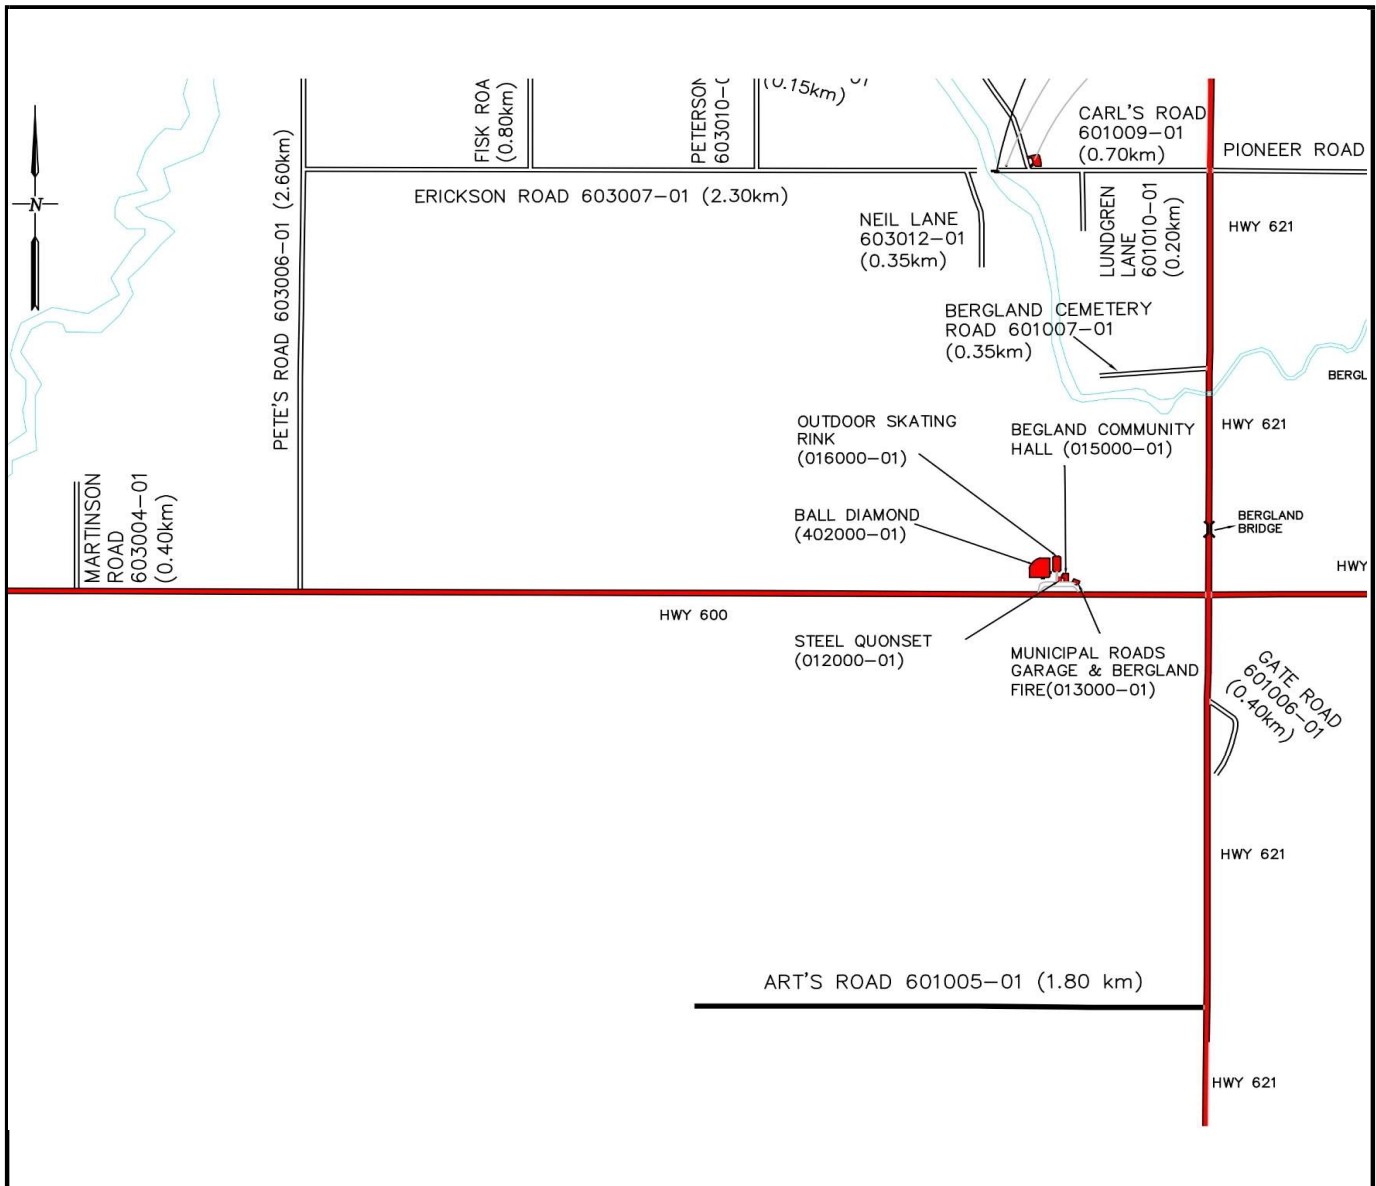 FISK ROA
(0.80km)
PETERSON
603010-0
(0.15km)
CARL'S ROAD
601009-01
(0.70km)
PIONEER ROAD
N
PETE'S ROAD 603006-01 (2.60km)
ERICKSON ROAD 603007-01 (2.30km)
NEIL LANE
603012-01
(0.35km)
LUNDGREN
LANE
601010-01
(0.20km)
HWY 621
BERGLAND CEMETERY
ROAD 601007-01
(0.35km)
BERGL
OUTDOOR SKATING
RINK
(016000-01)
BEGLAND COMMUNITY
HALL (015000-01)
HWY 621
MARTINSON
ROAD
603004-01
(0.40km)
BALL DIAMOND
(402000-01)
BERGLAND
BRIDGE
HWY
HWY 600
STEEL QUONSET
(012000-01)
MUNICIPAL ROADS
GARAGE & BERGLAND
FIRE(013000-01)
GATE ROAD
601006-01
(0.40km)
HWY 621
ART'S ROAD 601005-01 (1.80 km)
HWY 621